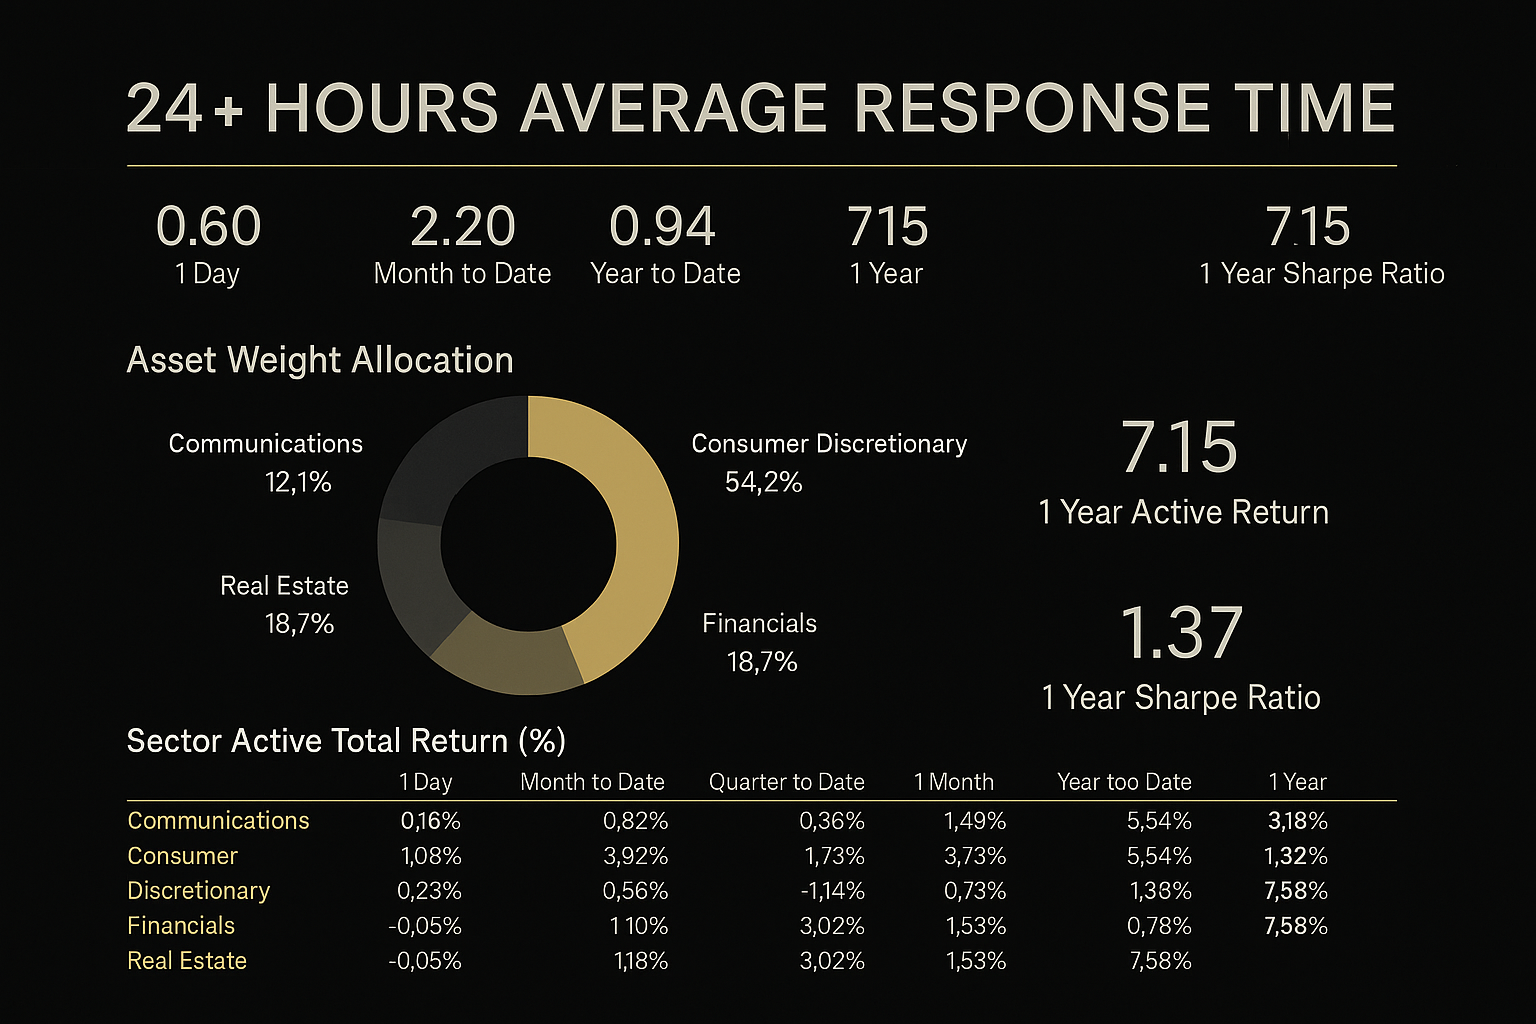 24+ HOURS AVERAGE RESPONSE TIME
0.60 2.20 0.94 715 7.15
1 Day Month to Date Year to Date 1 Year 1 Year Sharpe Ratio
Asset Weight Allocation
Communications
12,1%
Consumer Discretionary
54,2%
7.15
1 Year Active Return
Real Estate
18,7%
Financials
18,7%
1.37
1 Year Sharpe Ratio
Sector Active Total Return (%)
1 Day Month to Date Quarter to Date 1 Month Year too Date 1 Year
Communications 0,16% 0,82% 0,36% 1,49% 5,54% 3,18%
Consumer 1,08% 3,92% 1,73% 3,73% 5,54% 1,32%
Discretionary 0,23% 0,56% -1,14% 0,73% 1,38% 7,58%
Financials -0,05% 1 10% 3,02% 1,53% 0,78% 7,58%
Real Estate -0,05% 1,18% 3,02% 1,53% 7,58%